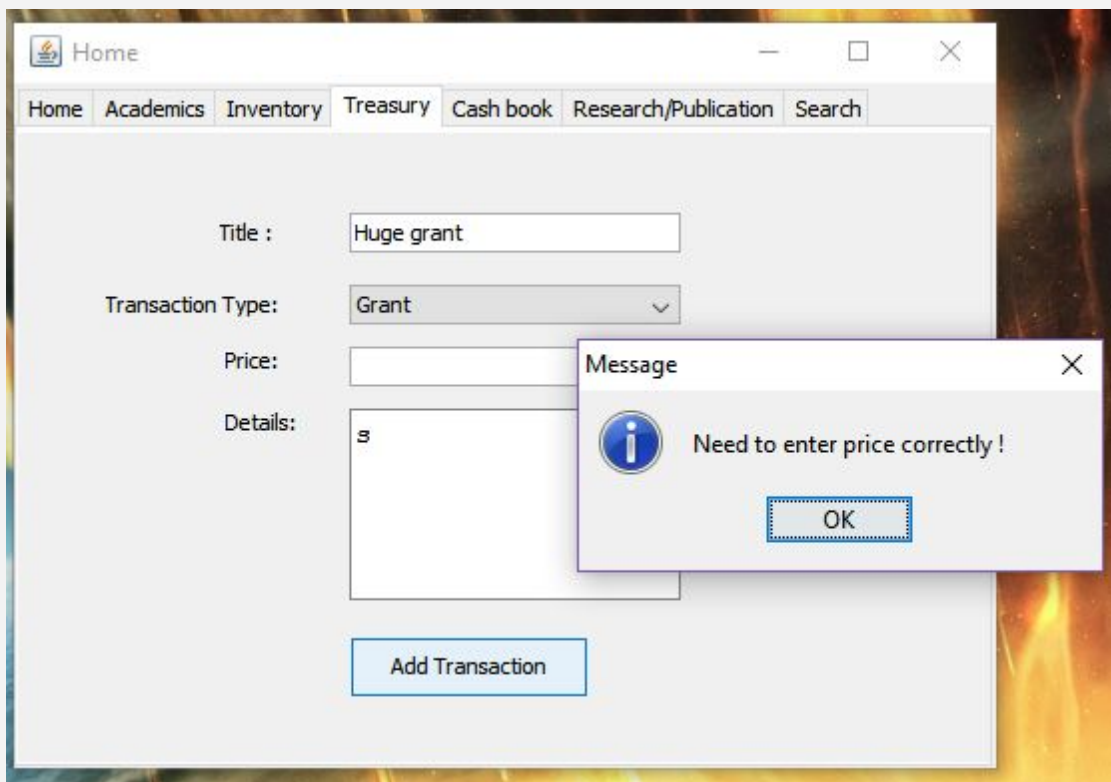 Home
Home Academics Inventory Treasury Cash book Research/Publication Search
Title : Huge grant
Transaction Type: Grant
Price:
Message
Details: s
Need to enter price correctly !
OK
Add Transaction